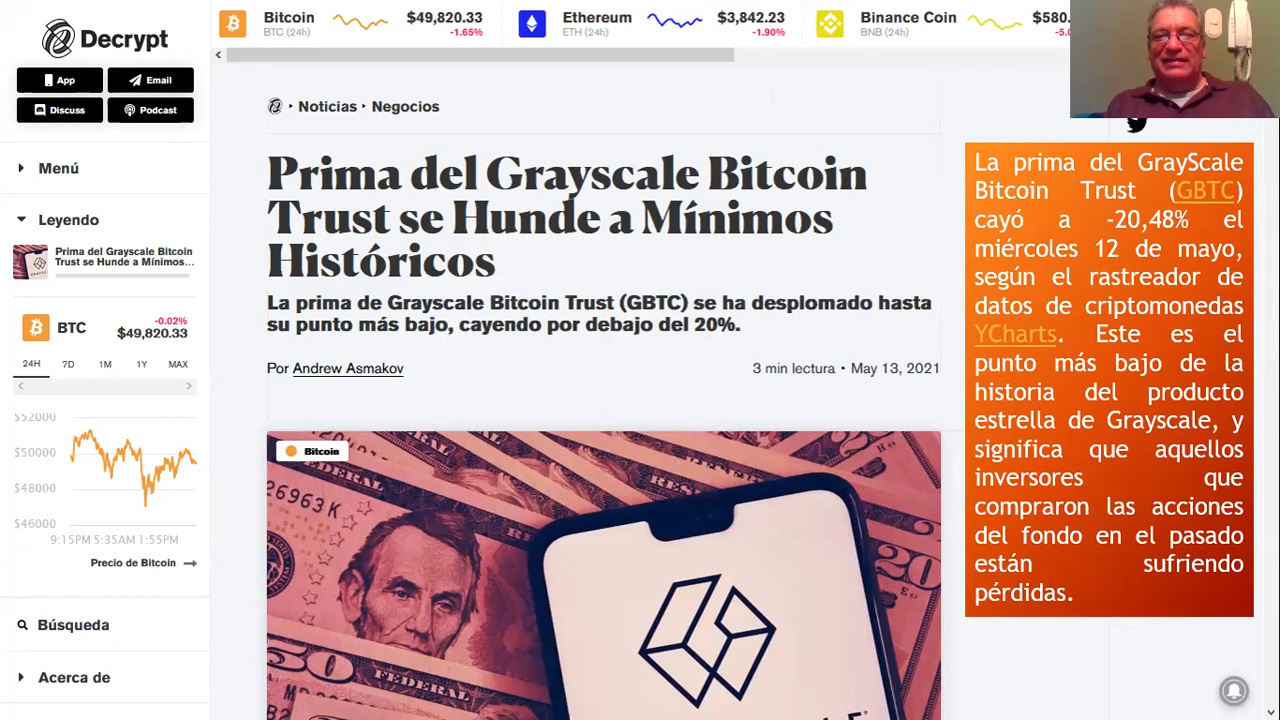 Decrypt
App
Email
Discuss
Podcast
Menú
Leyendo
Prima del Grayscale Bitcoin
Trust se Hunde a Mínimos...
BTC
-0.02%
$49,820.33
24H 7D 1M 1Y MAX
$52000
$50000
$48000
$46000
9:15PM 5:35AM 1:55PM
Precio de Bitcoin
Búsqueda
Acerca de
Bitcoin
BTC (24h)
$49,820.33
-1.65%
Ethereum
ETH (24h)
$3,842.23
-1.90%
Binance Coin
BNB (24h)
$580.
Noticias Negocios
Prima del Grayscale Bitcoin
Trust se Hunde a Mínimos
Históricos
La prima de Grayscale Bitcoin Trust (GBTC) se ha desplomado hasta
su punto más bajo, cayendo por debajo del 20%.
Por Andrew Asmakov
3 min lectura • May 13, 2021
Bitcoin
26963 K
50
FEDERAL
20
La prima del GrayScale
Bitcoin Trust (GBTC)
cayó a -20,48% el
miércoles 12 de mayo,
según el rastreador de
datos de criptomonedas
YCharts. Este es el
punto más bajo de la
historia del producto
estrella de Grayscale, y
significa que aquellos
inversores que
compraron las acciones
del fondo en el pasado
están sufriendo
pérdidas.